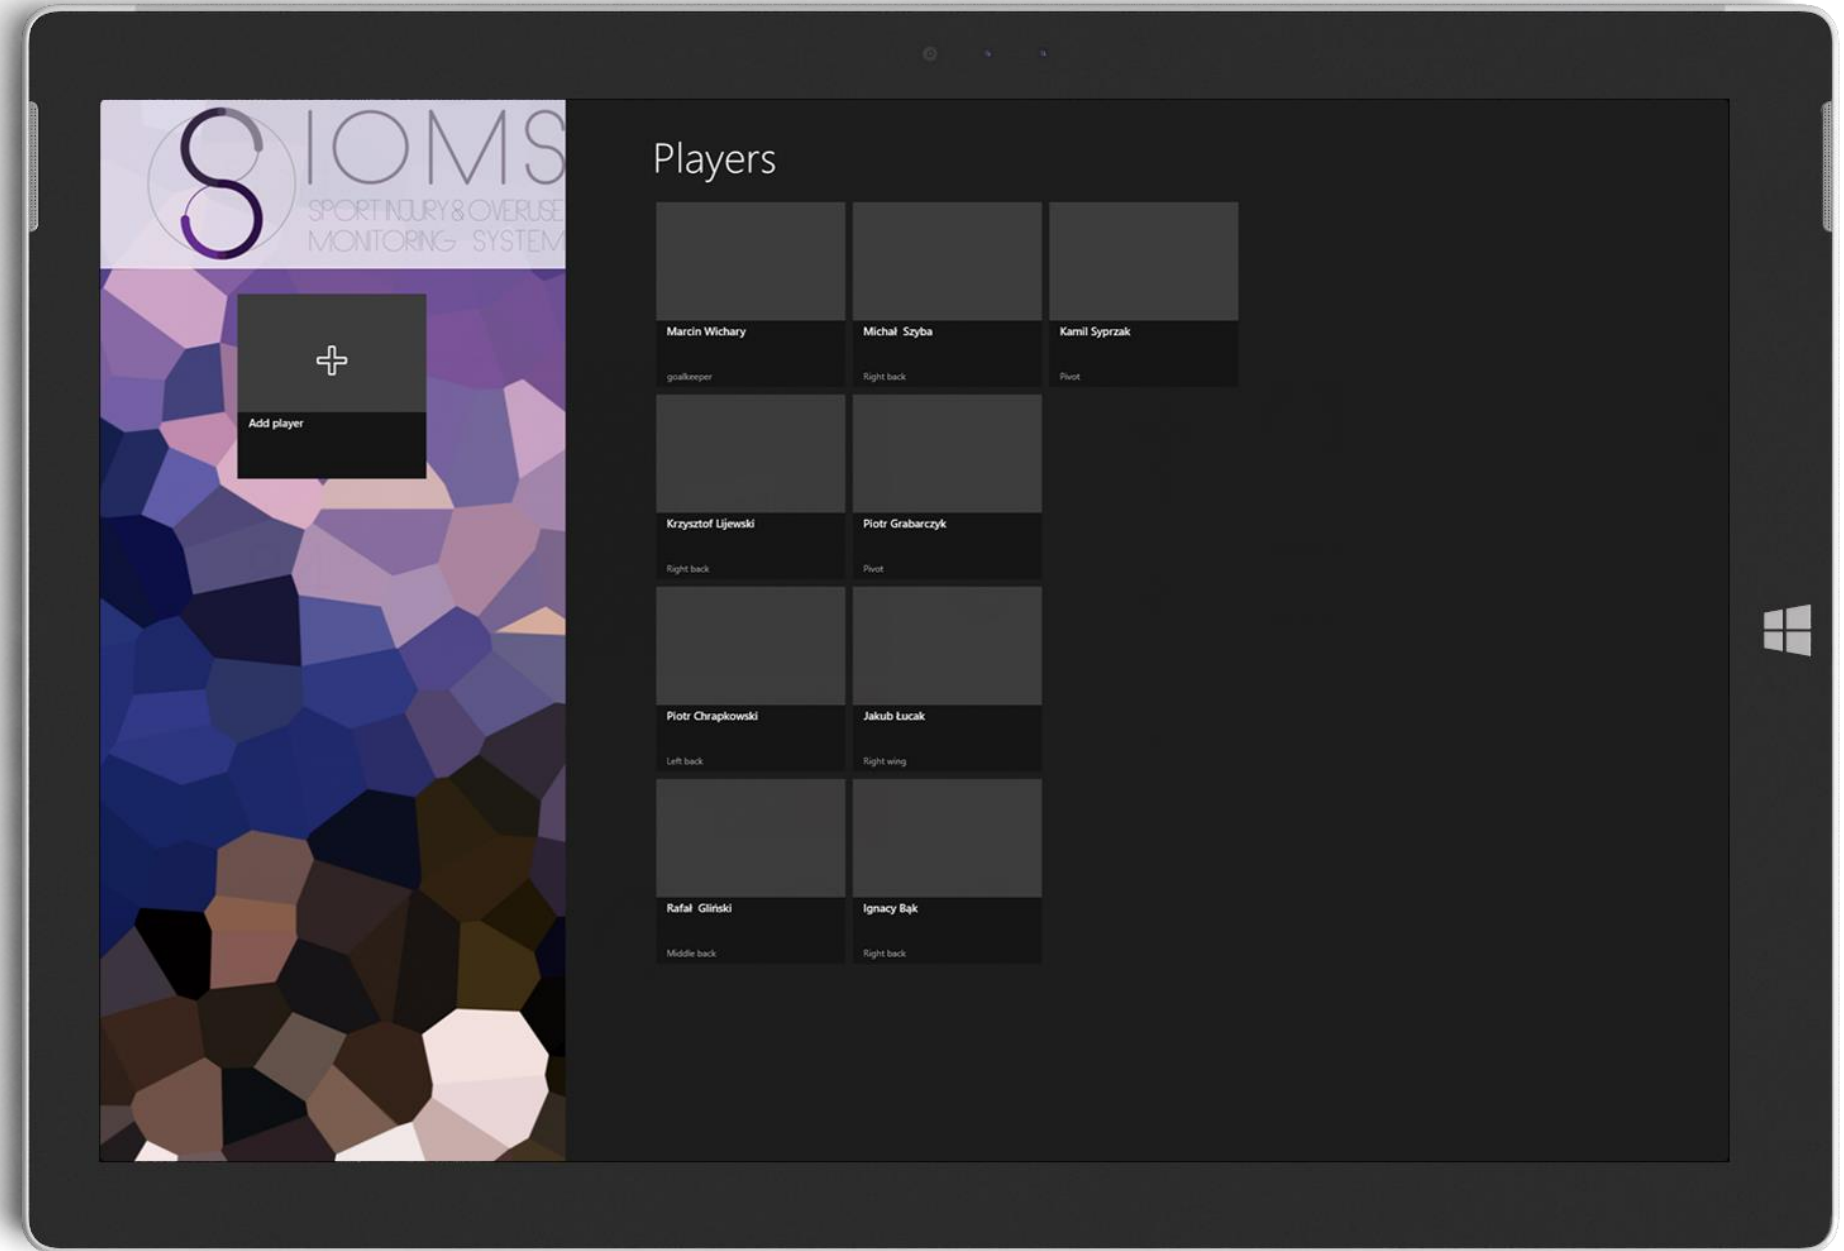 SIOMS
SPORT INJURY & OVERUSE
MONITORING SYSTEM
Add player
Players
Marcin Wichary
goalkeeper
Michał Szyba
Right back
Kamil Syprzak
Pivot
Krzysztof Lijewski
Right back
Piotr Grabarczyk
Pivot
Piotr Chrapkowski
Left back
Jakub Łucak
Right wing
Rafał Gliński
Middle back
Ignacy Bąk
Right back